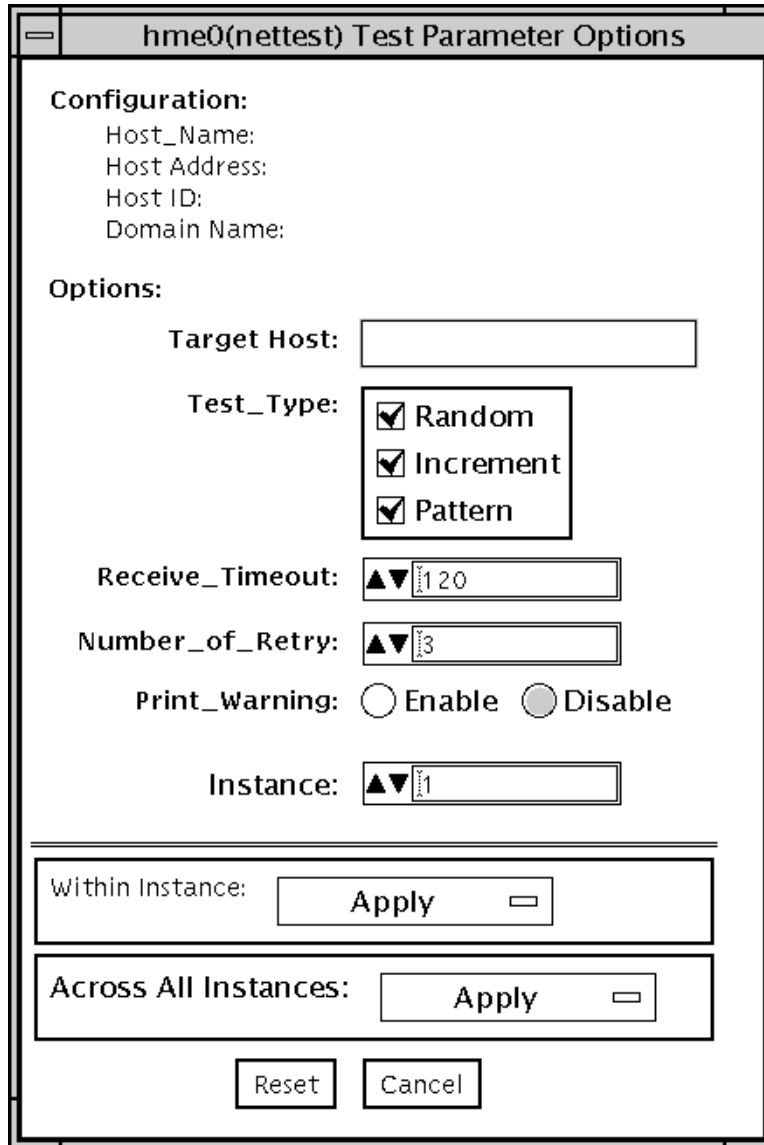 hme0(nettest) Test Parameter Options
Configuration:
Host_Name:
Host Address:
Host ID:
Domain Name:
Options:
Target Host:
Test_Type: Random
Increment
Pattern
Receive_Timeout: 120
Number_of_Retry: 3
Print_Warning: Enable Disable
Instance: 1
Within Instance: Apply
Across All Instances: Apply
Reset Cancel